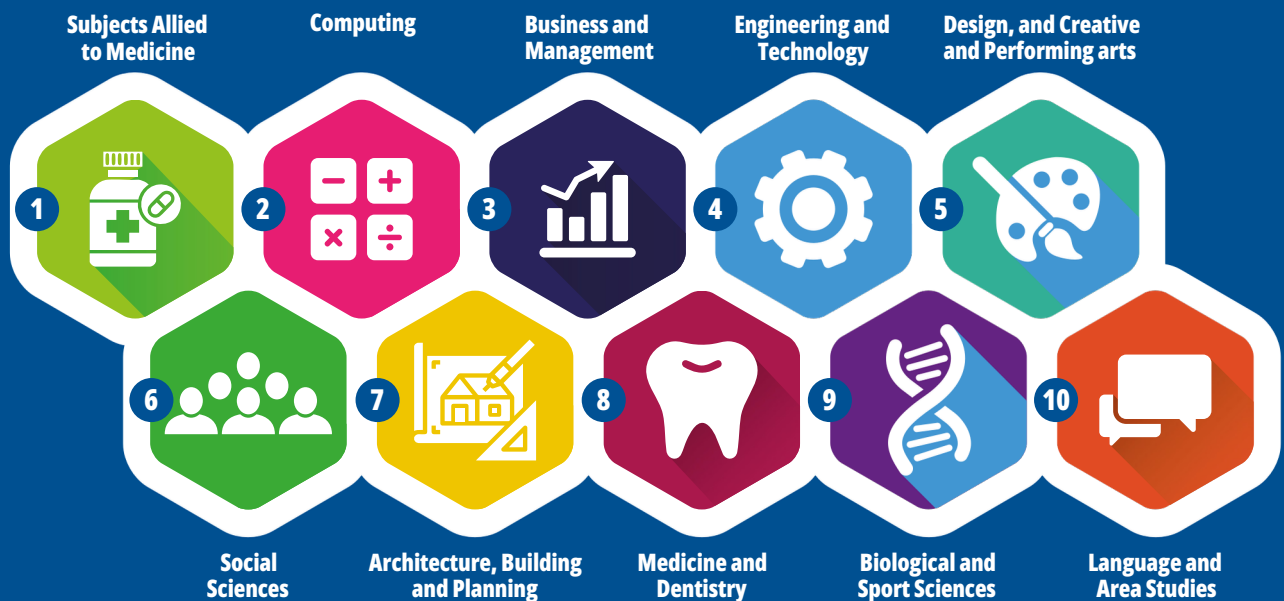 Subjects Allied
to Medicine
Computing
Business and
Management
Engineering and
Technology
Design, and Creative
and Performing arts
1
2
3
4
5
6
7
8
9
10
Social
Sciences
Architecture, Building
and Planning
Medicine and
Dentistry
Biological and
Sport Sciences
Language and
Area Studies